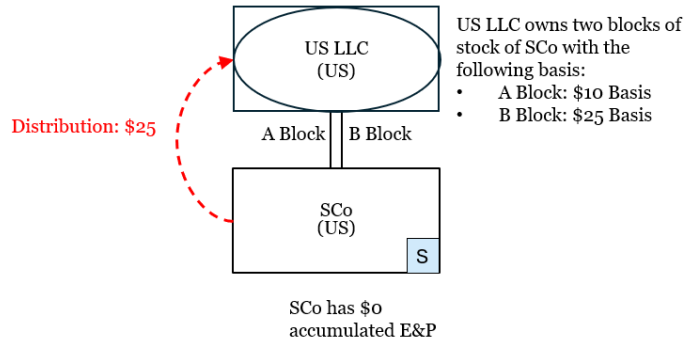 US LLC
(US)
US LLC owns two blocks of
stock of SCo with the
following basis:
• A Block: $10 Basis
• B Block: $25 Basis
Distribution: $25
A Block
B Block
SCo
(US)
S
SCo has $0
accumulated E&P